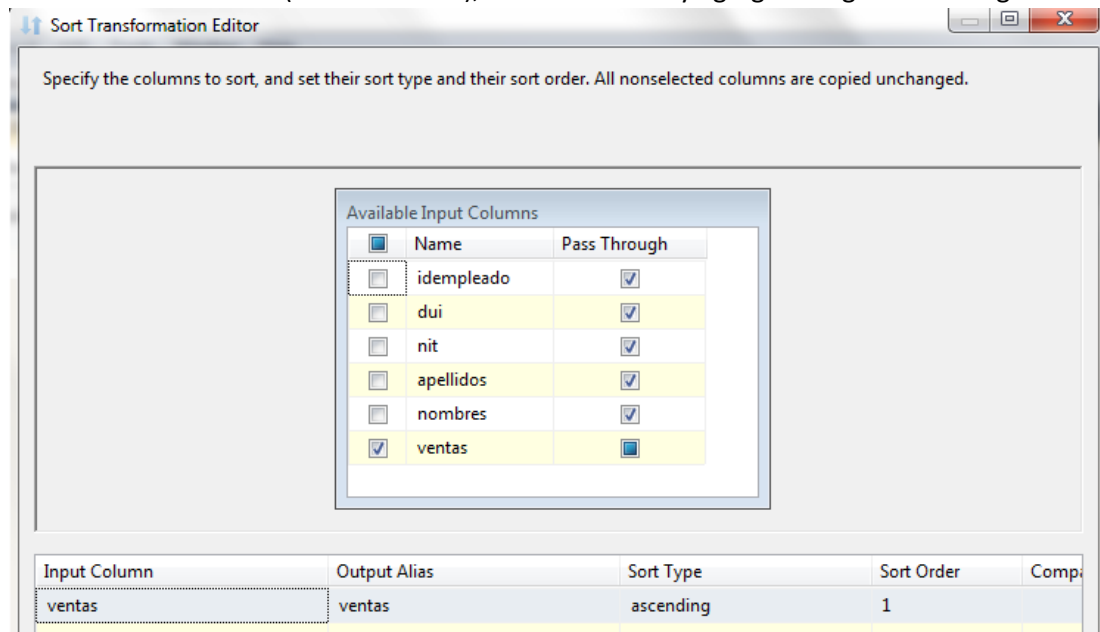 Sort Transformation Editor
Specify the columns to sort, and set their sort type and their sort order. All nonselected columns are copied unchanged.
Available Input Columns
Name Pass Through
idempleado
dui
nit
apellidos
nombres
ventas
Input Column Output Alias Sort Type Sort Order
ventas ventas ascending 1